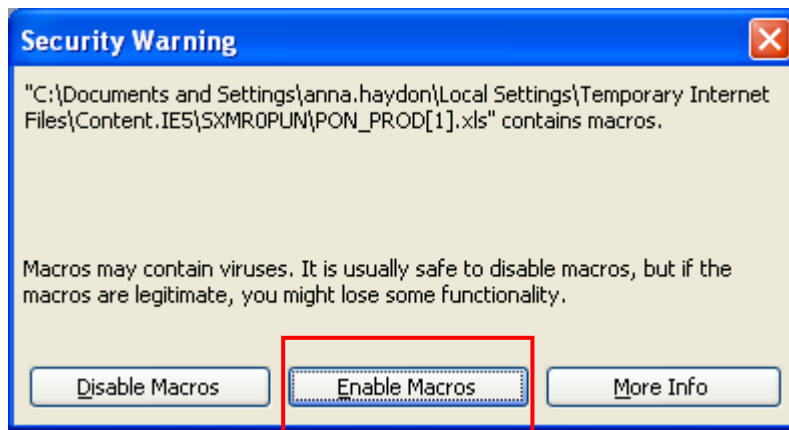 Security Warning
"C:\Documents and Settings\anna.haydon\Local Settings\Temporary Internet
Files\Content.IE5\SXMR0PUN\PON_PROD[1].xls" contains macros.
Macros may contain viruses. It is usually safe to disable macros, but if the
macros are legitimate, you might lose some functionality.
Disable Macros
Enable Macros
More Info